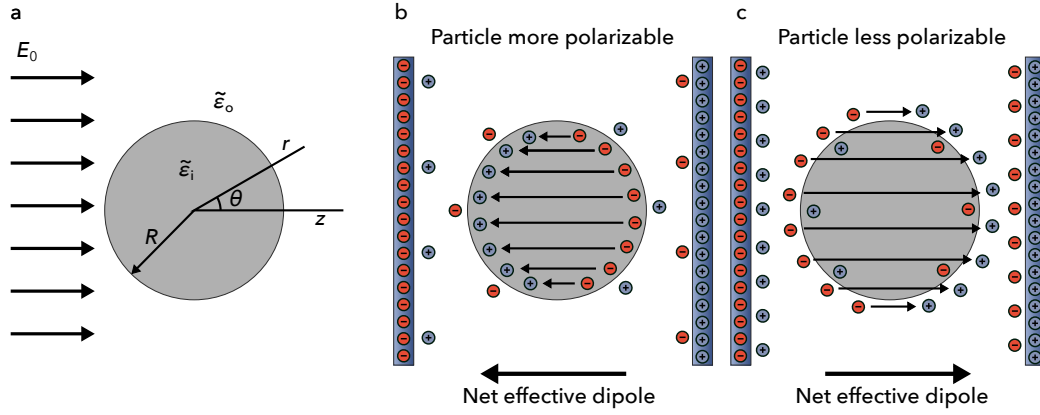 a
E₀
ε̃ₒ
ε̃ᵢ
r
θ
z
R
b
Particle more polarizable
Net effective dipole
c
Particle less polarizable
Net effective dipole